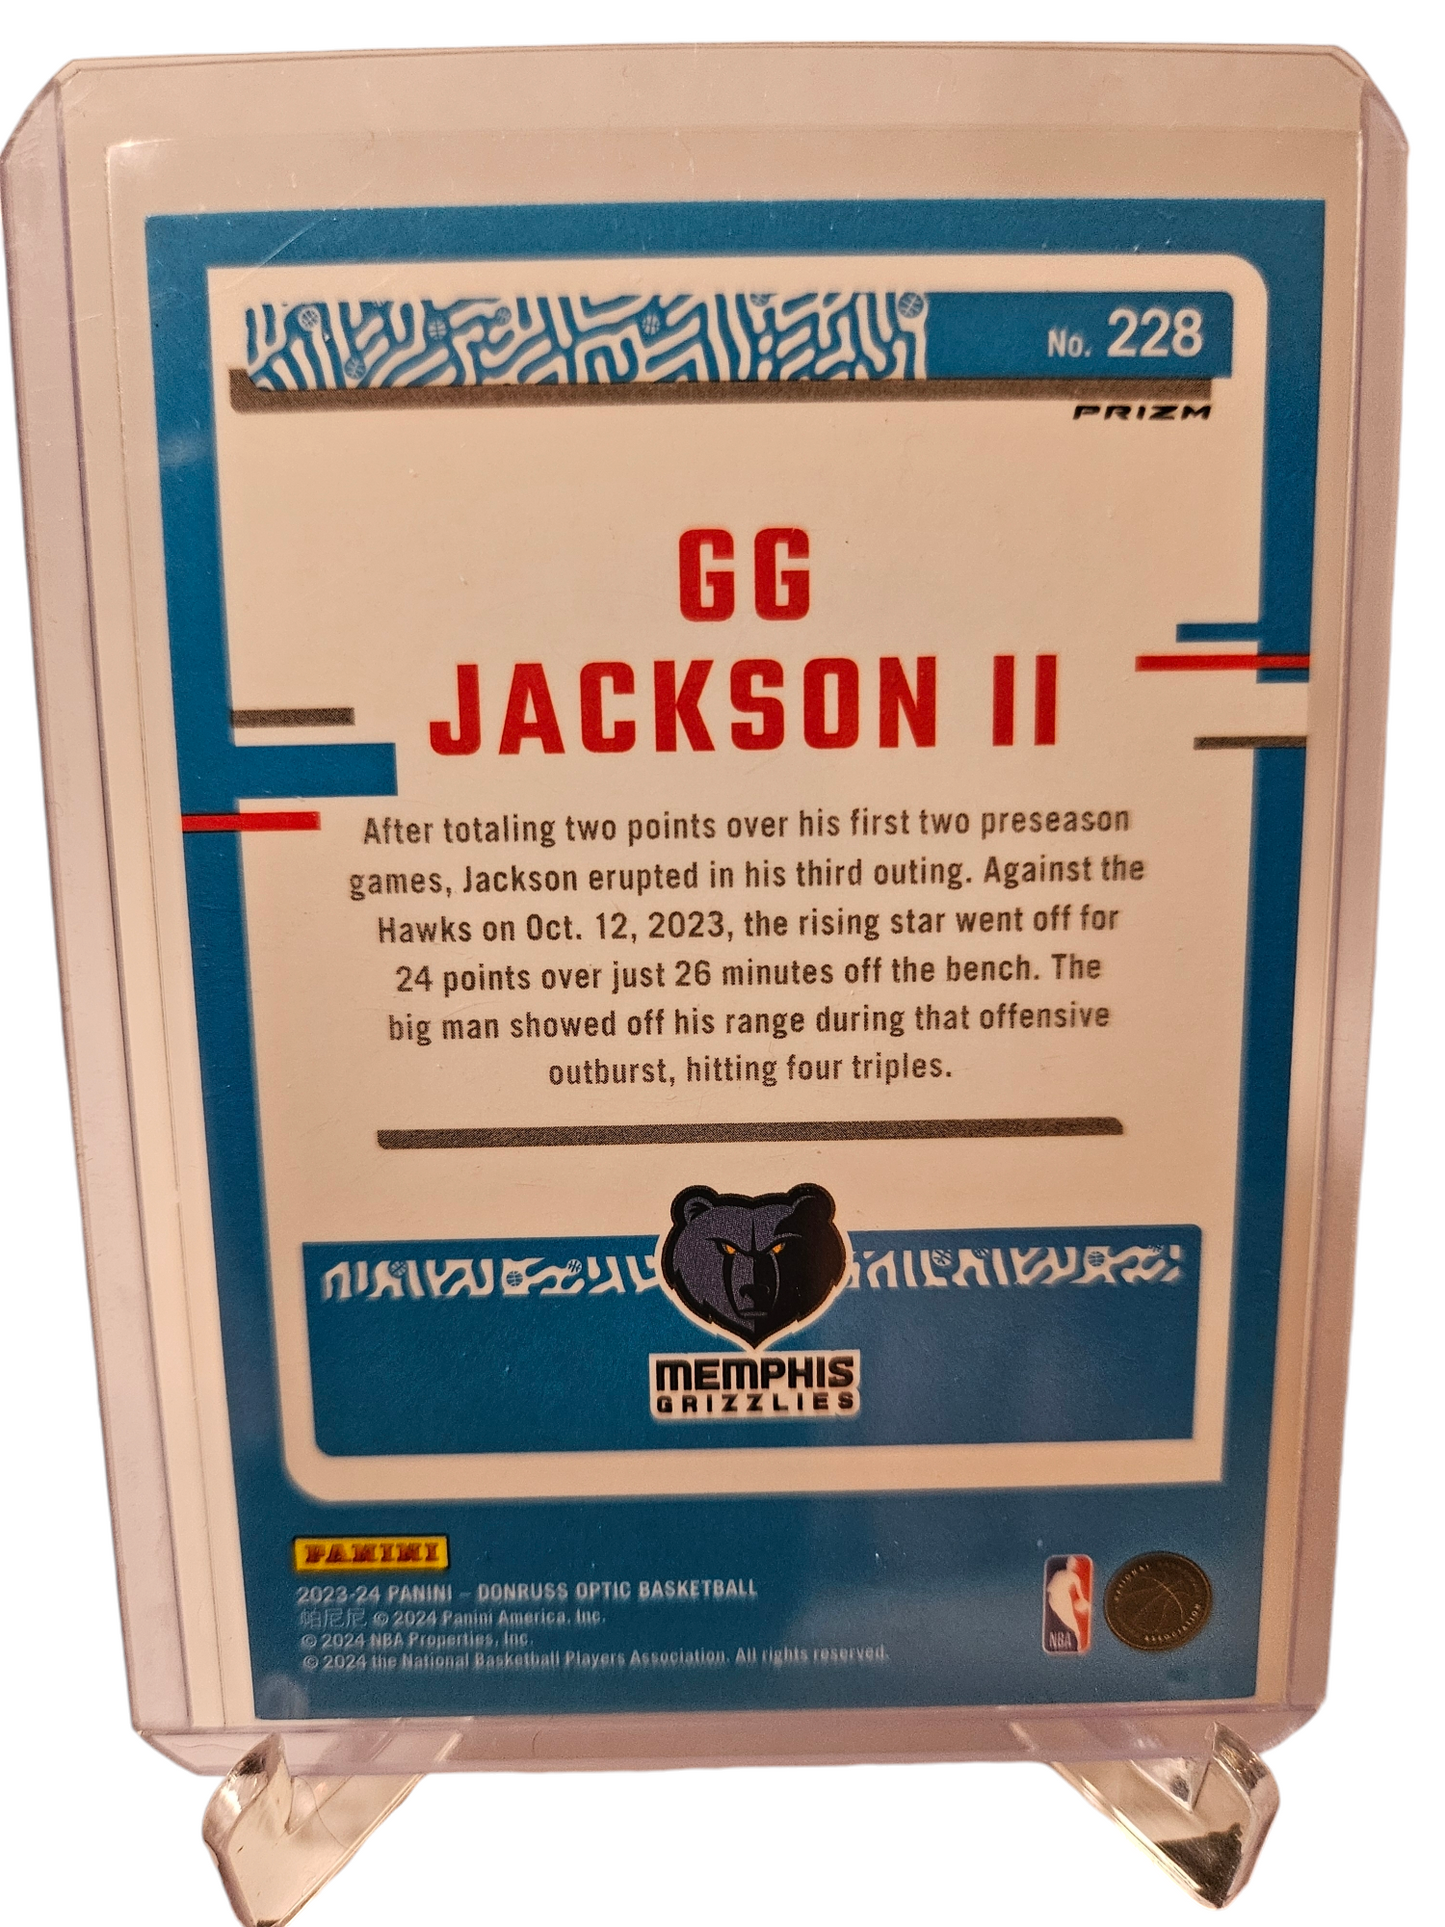 No. 228
PRIZM
GG
JACKSON II
After totaling two points over his first two preseason
games, Jackson erupted in his third outing. Against the
Hawks on Oct. 12, 2023, the rising star went off for
24 points over just 26 minutes off the bench. The
big man showed off his range during that offensive
outburst, hitting four triples.
MEMPHIS
GRIZZLIES
PANINI
2023-24 PANINI – DONRUSS OPTIC BASKETBALL
帕尼尼 © 2024 Panini America, Inc.
© 2024 NBA Properties, Inc.
© 2024 the National Basketball Players Association. All rights reserved.
NBA
ASSOCIATION